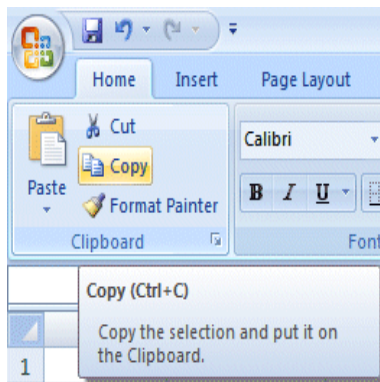 Home Insert Page Layout
Cut
Calibri
Copy
Paste
B I U
Format Painter
Clipboard
Font
Copy (Ctrl+C)
Copy the selection and put it on
the Clipboard.
1